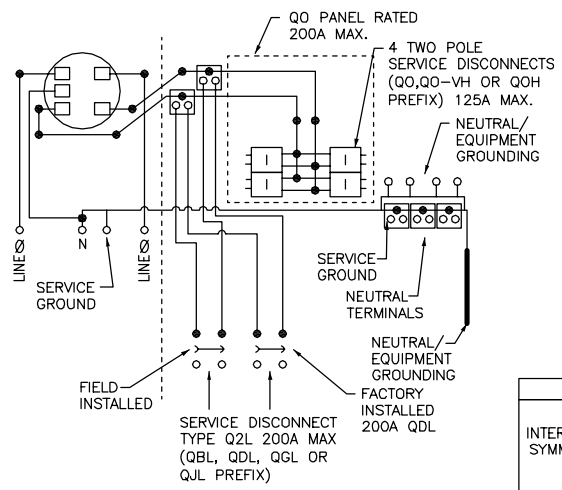 QO PANEL RATED
200A MAX.
4 TWO POLE
SERVICE DISCONNECTS
(QO,QO-VH OR QOH
PREFIX) 125A MAX.
NEUTRAL/
EQUIPMENT
GROUNDING
LINEØ
N
LINEØ
SERVICE
GROUND
SERVICE
GROUND
NEUTRAL
TERMINALS
NEUTRAL/
EQUIPMENT
GROUNDING
FIELD
INSTALLED
SERVICE DISCONNECT
TYPE Q2L 200A MAX
(QBL, QDL, QGL OR
QJL PREFIX)
FACTORY
INSTALLED
200A QDL
INTER
SYMM